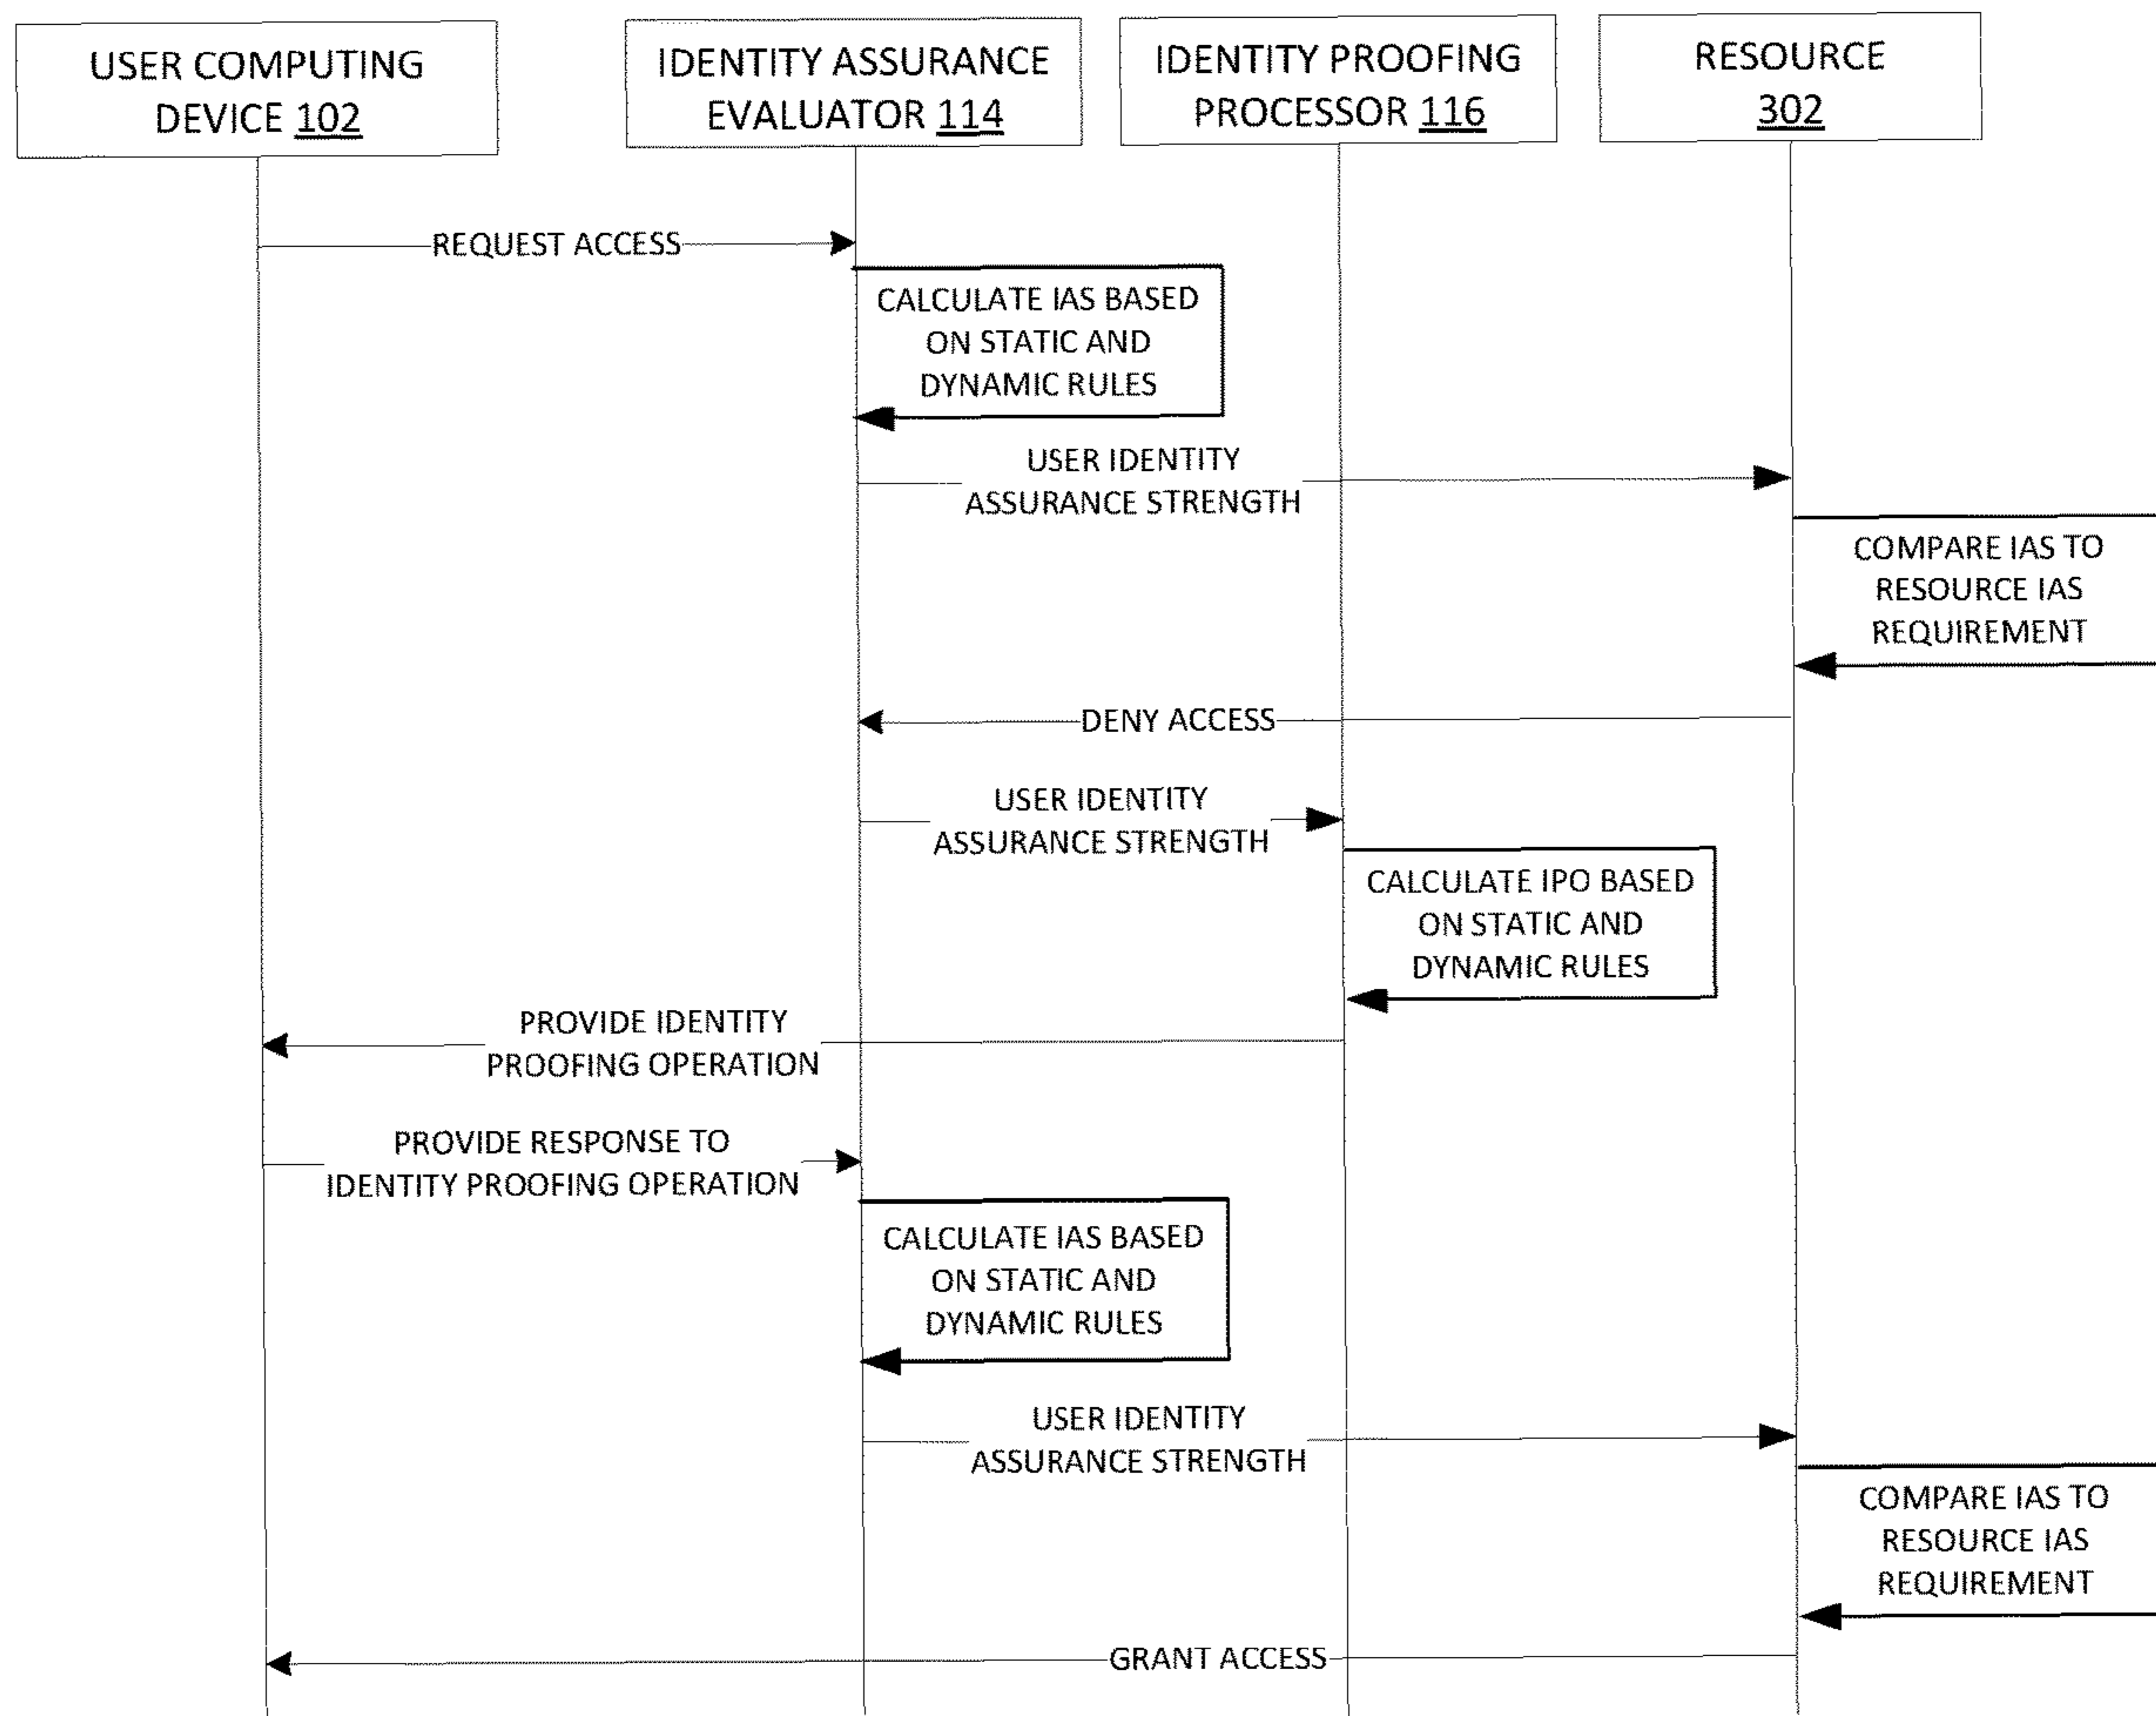 USER COMPUTING
DEVICE 102
IDENTITY ASSURANCE
EVALUATOR 114
IDENTITY PROOFING
PROCESSOR 116
RESOURCE
302
REQUEST ACCESS
CALCULATE IAS BASED
ON STATIC AND
DYNAMIC RULES
USER IDENTITY
ASSURANCE STRENGTH
COMPARE IAS TO
RESOURCE IAS
REQUIREMENT
DENY ACCESS
USER IDENTITY
ASSURANCE STRENGTH
CALCULATE IPO BASED
ON STATIC AND
DYNAMIC RULES
PROVIDE IDENTITY
PROOFING OPERATION
PROVIDE RESPONSE TO
IDENTITY PROOFING OPERATION
CALCULATE IAS BASED
ON STATIC AND
DYNAMIC RULES
USER IDENTITY
ASSURANCE STRENGTH
COMPARE IAS TO
RESOURCE IAS
REQUIREMENT
GRANT ACCESS